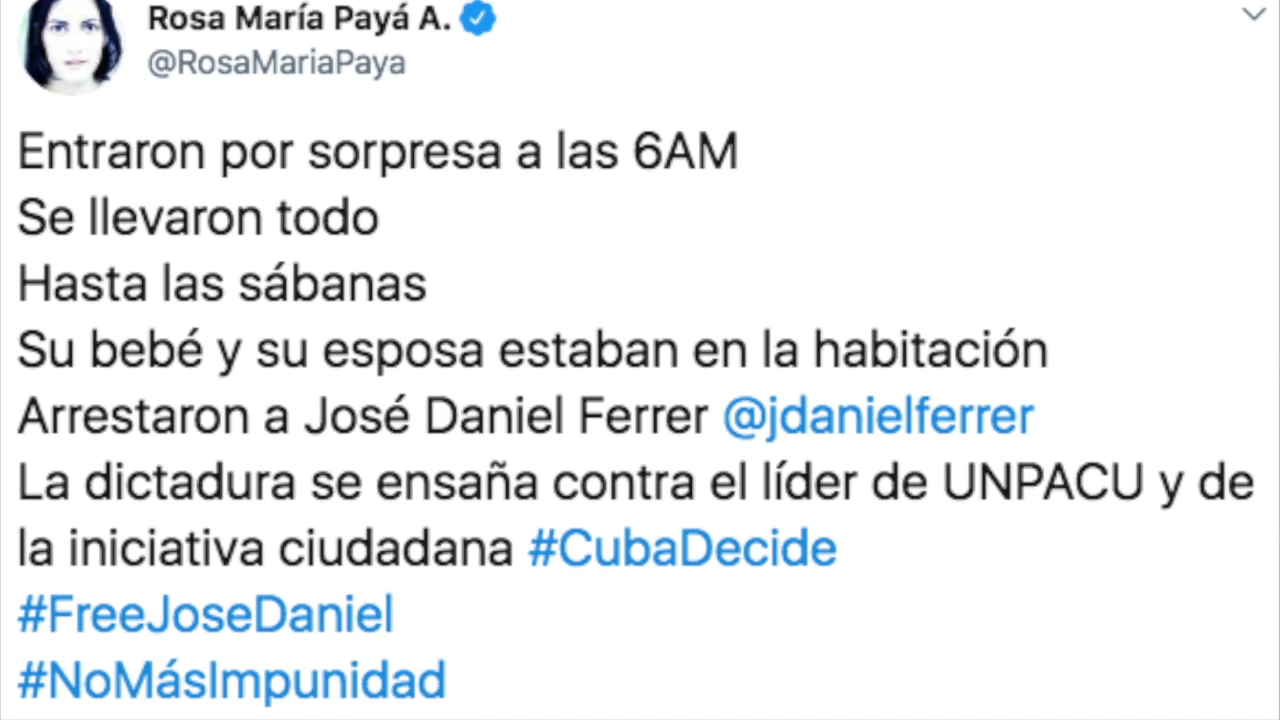 Rosa María Payá A.
@RosaMariaPaya
Entraron por sorpresa a las 6AM
Se llevaron todo
Hasta las sábanas
Su bebé y su esposa estaban en la habitación
Arrestaron a José Daniel Ferrer @jdanielferrer
La dictadura se ensaña contra el líder de UNPACU y de
la iniciativa ciudadana #CubaDecide
#FreeJoseDaniel
#NoMásImpunidad